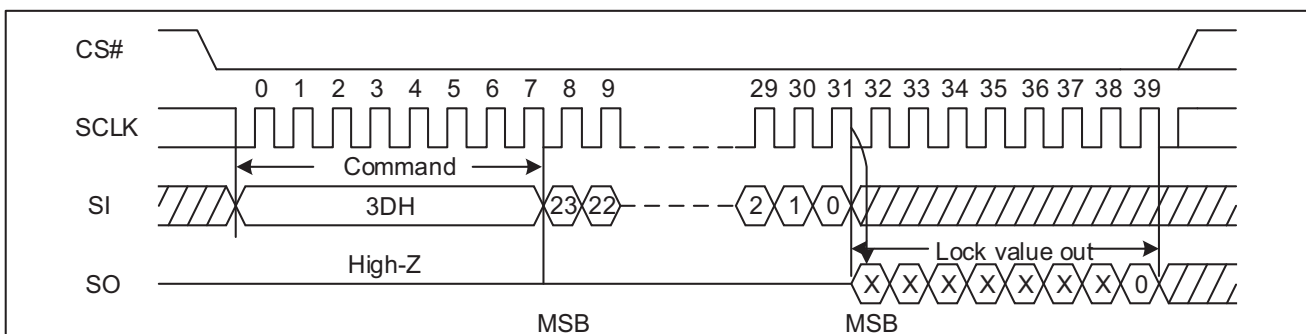 CS#
0 1 2 3 4 5 6 7 8 9 29 30 31 32 33 34 35 36 37 38 39
SCLK
Command
SI 3DH 23 22 2 1 0
High-Z Lock value out
SO X X X X X X X 0
MSB MSB